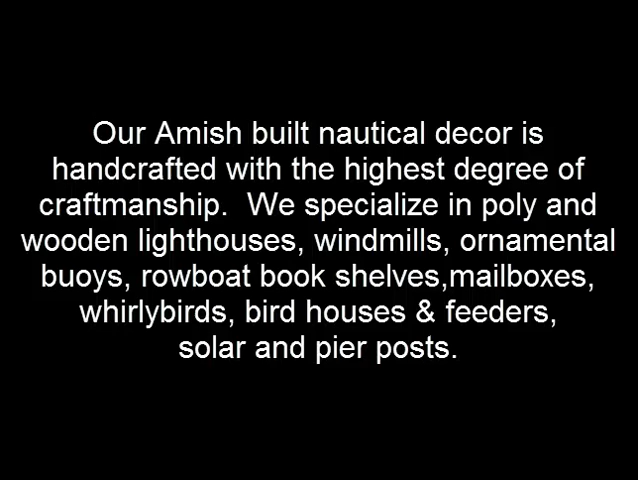 Our Amish built nautical decor is
handcrafted with the highest degree of
craftmanship.  We specialize in poly and
wooden lighthouses, windmills, ornamental
buoys, rowboat book shelves,mailboxes,
whirlybirds, bird houses & feeders,
solar and pier posts.